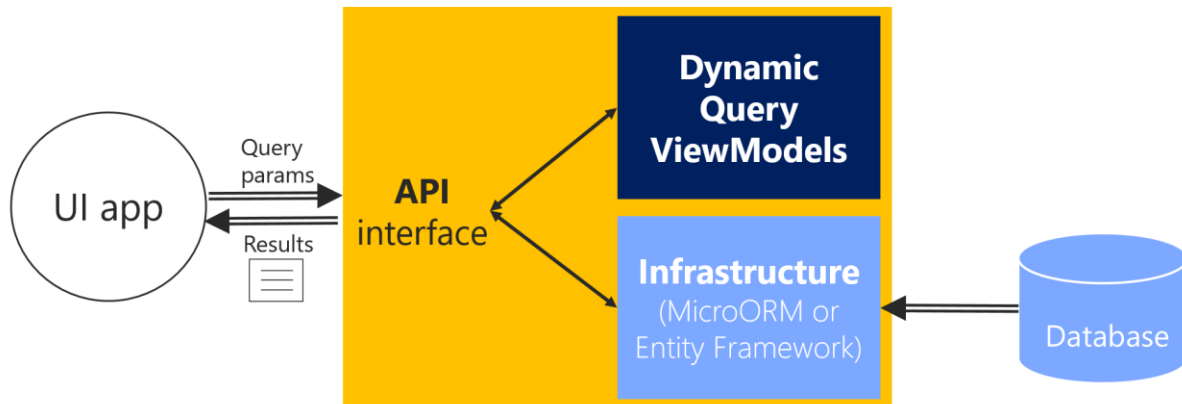 UI app
Query
params
Results
API
interface
Dynamic
Query
ViewModels
Infrastructure
(MicroORM or
Entity Framework)
Database